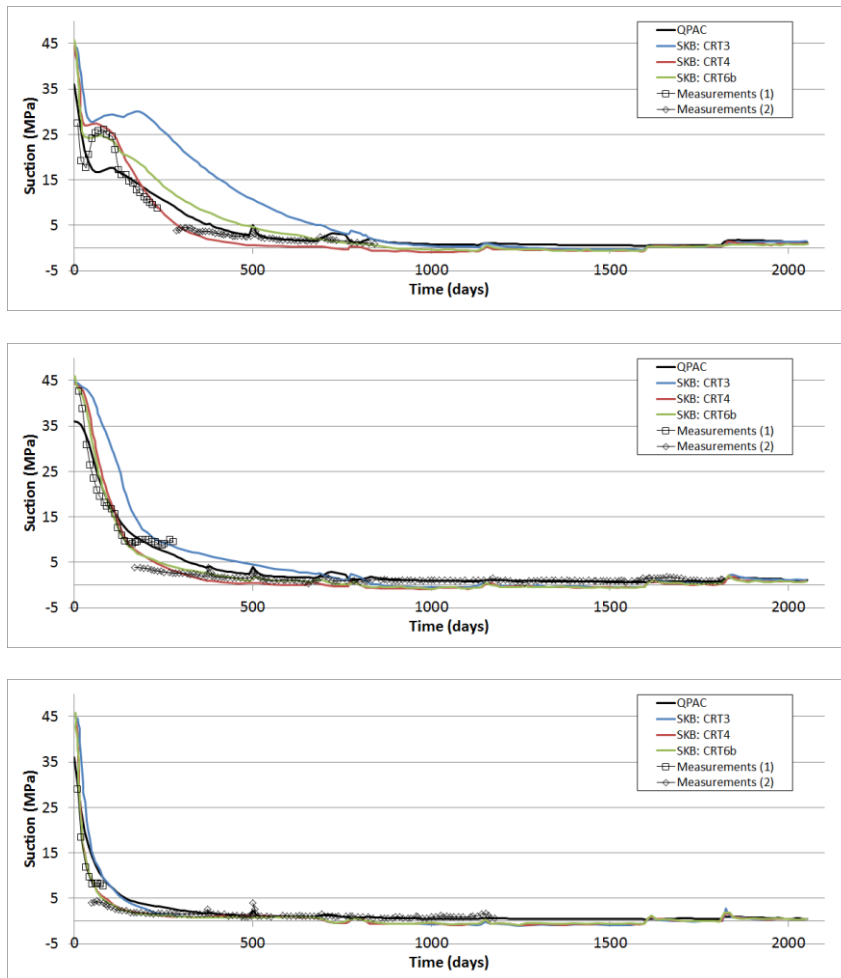 45
35
25
15
5
-5
Suction (MPa)
0
500
1000
1500
2000
Time (days)
QPAC
SKB: CRT3
SKB: CRT4
SKB: CRT6b
Measurements (1)
Measurements (2)
45
35
25
15
5
-5
Suction (MPa)
0
500
1000
1500
2000
Time (days)
QPAC
SKB: CRT3
SKB: CRT4
SKB: CRT6b
Measurements (1)
Measurements (2)
45
35
25
15
5
-5
Suction (MPa)
0
500
1000
1500
2000
Time (days)
QPAC
SKB: CRT3
SKB: CRT4
SKB: CRT6b
Measurements (1)
Measurements (2)